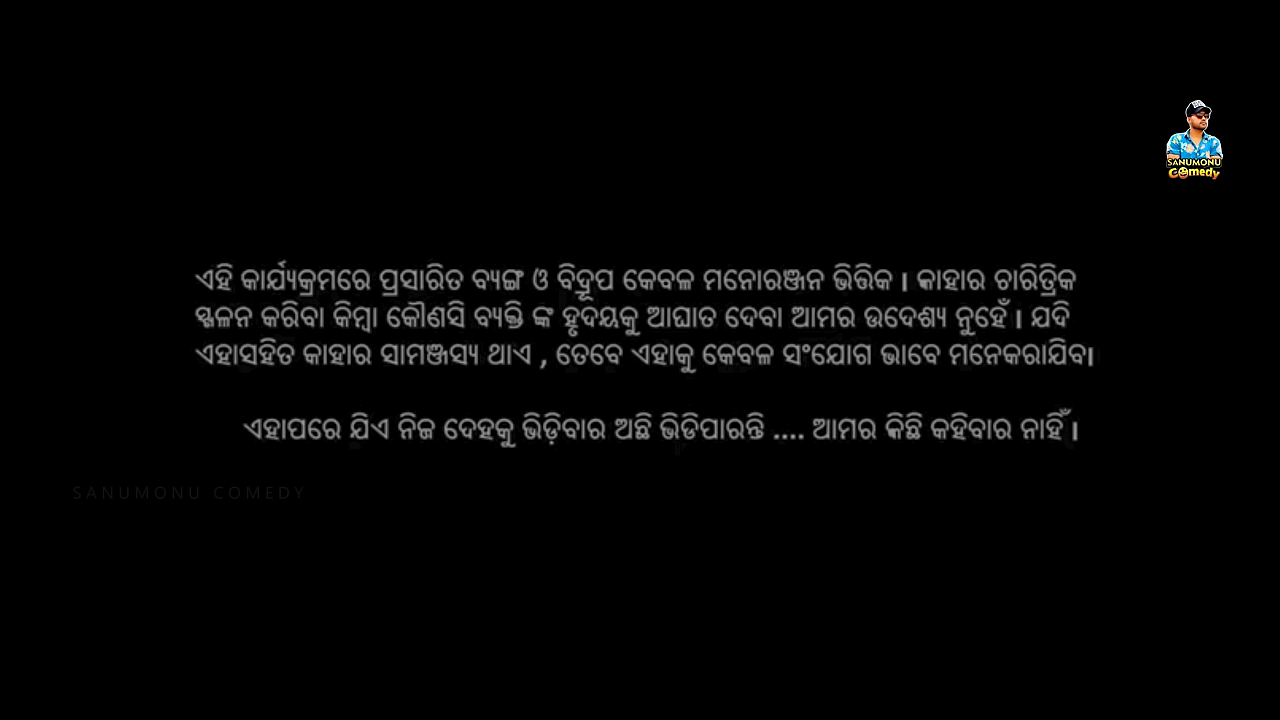 SANUMONU
Comedy
ଏହି କାର୍ଯ୍ୟକ୍ରମରେ ପ୍ରସାରିତ ବ୍ୟଙ୍ଗ ଓ ବିଦ୍ରୂପ କେବଳ ମନୋରଞ୍ଜନ ଭିତ୍ତିକ । କାହାର ଚାରିତ୍ରିକ
ସ୍ଖଳନ କରିବା କିମ୍ବା କୌଣସି ବ୍ୟକ୍ତି ଙ୍କ ହୃଦୟକୁ ଆଘାତ ଦେବା ଆମର ଉଦେଶ୍ୟ ନୁହେଁ । ଯଦି
ଏହାସହିତ କାହାର ସାମଞ୍ଜସ୍ୟ ଥାଏ , ତେବେ ଏହାକୁ କେବଳ ସଂଯୋଗ ଭାବେ ମନେକରାଯିବ।
ଏହାପରେ ଯିଏ ନିଜ ଦେହକୁ ଭିଡ଼ିବାର ଅଛି ଭିଡିପାରନ୍ତି .... ଆମର କିଛି କହିବାର ନାହିଁ ।
SANUMONU COMEDY